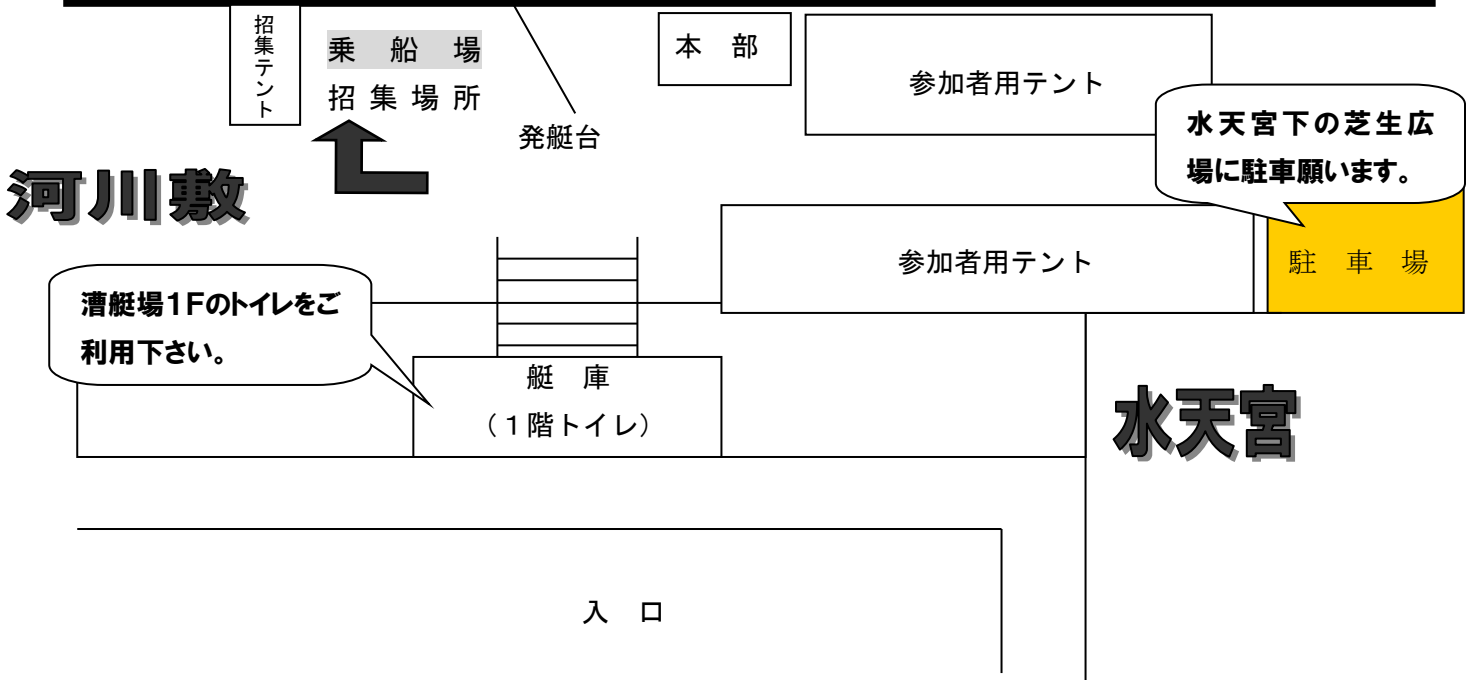 招集テント
乗 船 場
招集場所
発艇台
本 部
参加者用テント
水天宮下の芝生広
場に駐車願います。
河川敷
参加者用テント
駐 車 場
漕艇場1Fのトイレをご
利用下さい。
艇 庫
(1階トイレ)
水天宮
入 口